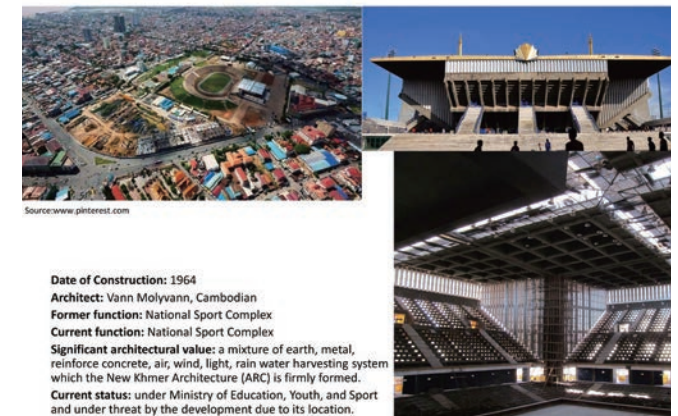 Source:www.pinterest.com
Date of Construction: 1964
Architect: Vann Molyvann, Cambodian
Former function: National Sport Complex
Current function: National Sport Complex
Significant architectural value: a mixture of earth, metal,
reinforce concrete, air, wind, light, rain water harvesting system
which the New Khmer Architecture (ARC) is firmly formed.
Current status: under Ministry of Education, Youth, and Sport
and under threat by the development due to its location.